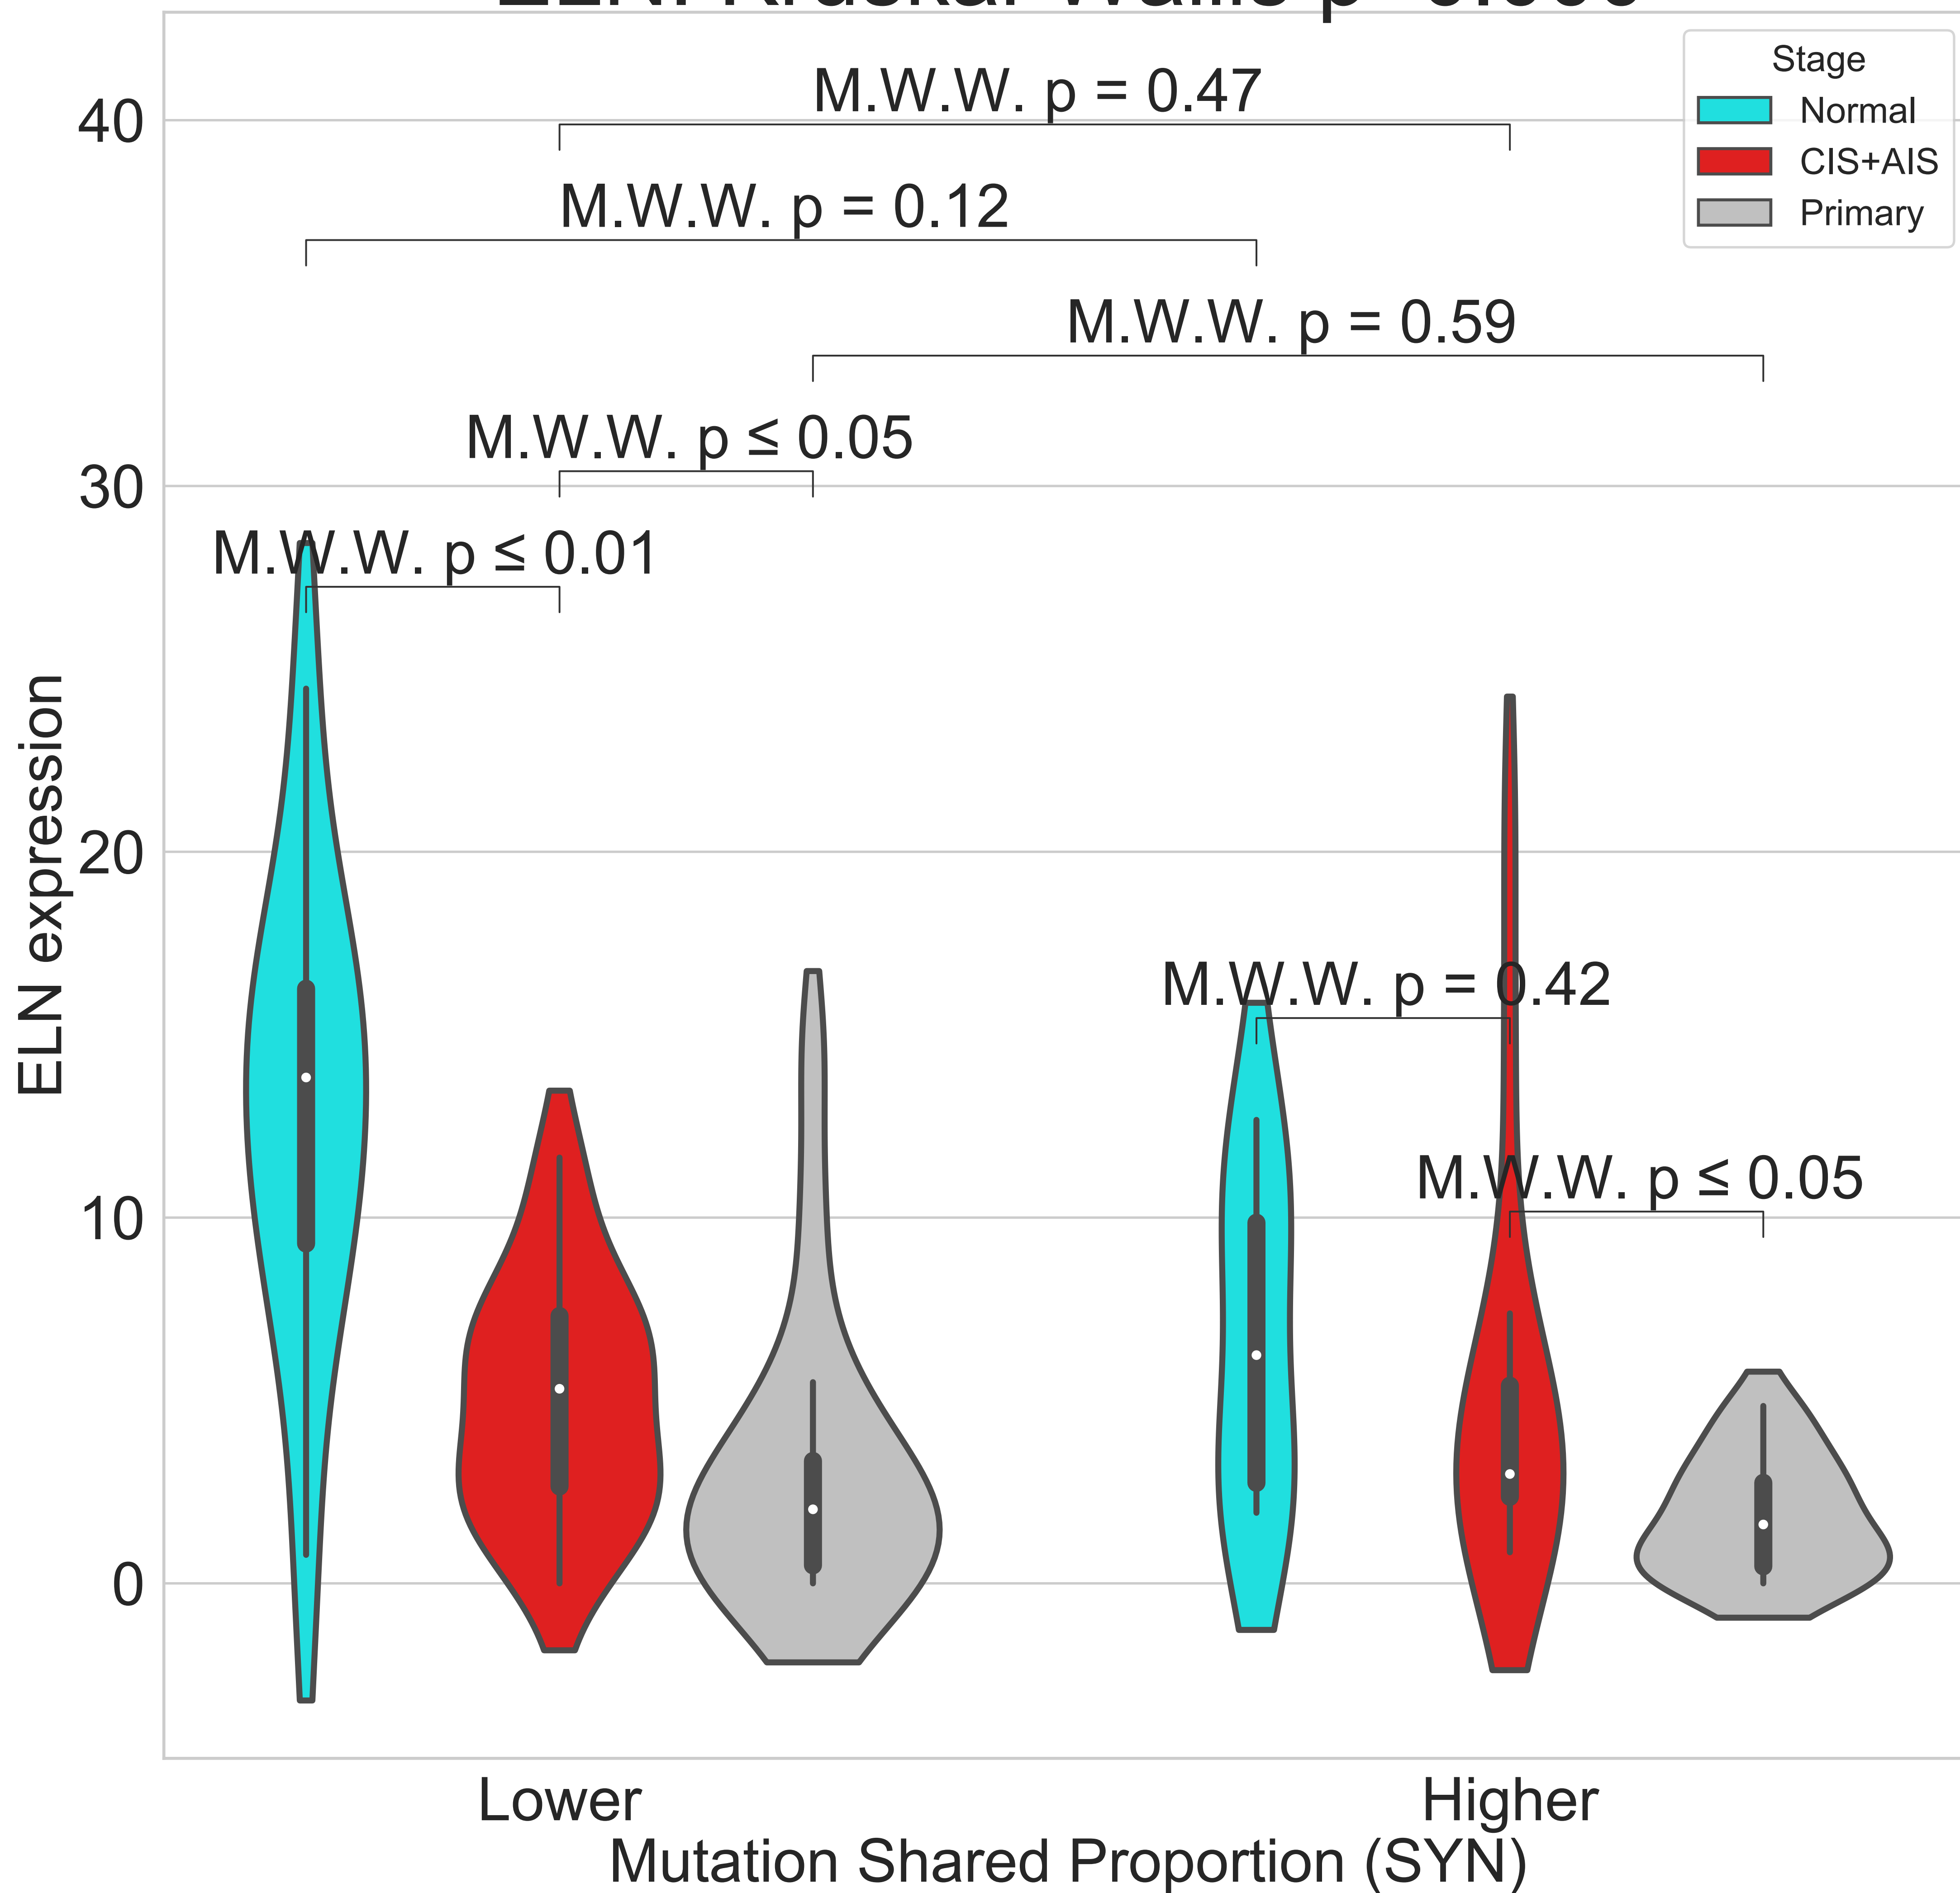 Stage
Normal
CIS+AIS
Primary
M.W.W. p = 0.47
M.W.W. p = 0.12
M.W.W. p = 0.59
M.W.W. p ≤ 0.05
M.W.W. p ≤ 0.01
M.W.W. p = 0.42
M.W.W. p ≤ 0.05
40
30
20
10
0
ELN expression
Lower
Higher
Mutation Shared Proportion (SYN)